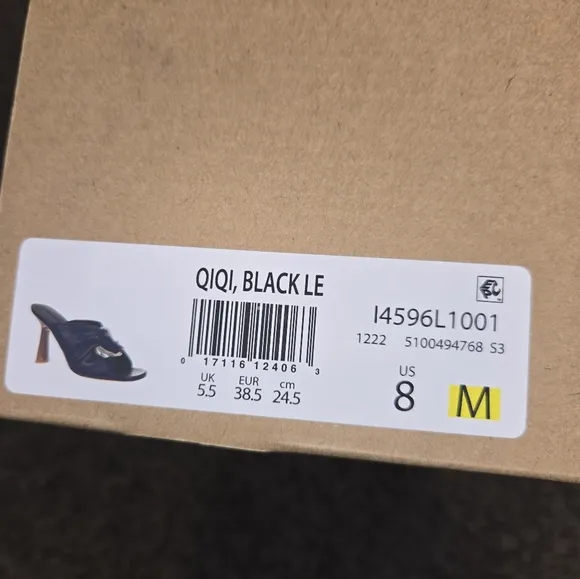 QIQI, BLACK LE
I4596L1001
1222 5100494768 S3
0 17116 12406 3
UK EUR cm
5.5 38.5 24.5
US
8 M